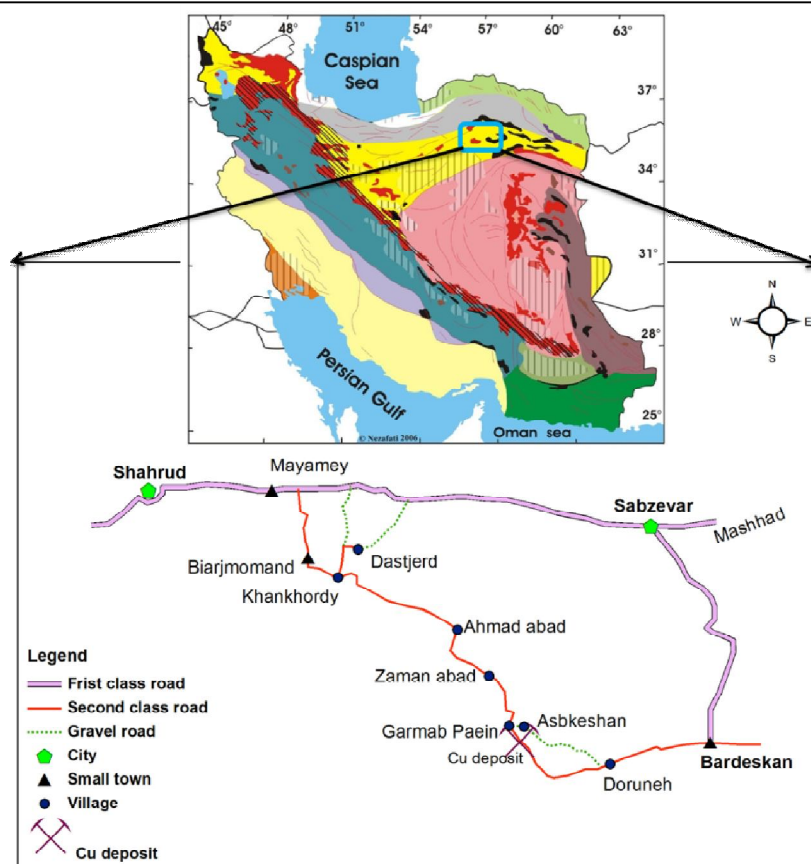 45° 48° 51° 54° 57° 60° 63°
Caspian
Sea
37°
34°
31°
28°
25°
Persian Gulf
Oman sea
© Nezafati 2006
N
W E
S
Shahrud
Mayamey
Sabzevar
Mashhad
Biarjmomand
Dastjerd
Khankhordy
Ahmad abad
Zaman abad
Garmab Paein
Asbkeshan
Cu deposit
Doruneh
Bardeskan
Legend
Frist class road
Second class road
Gravel road
City
Small town
Village
Cu deposit